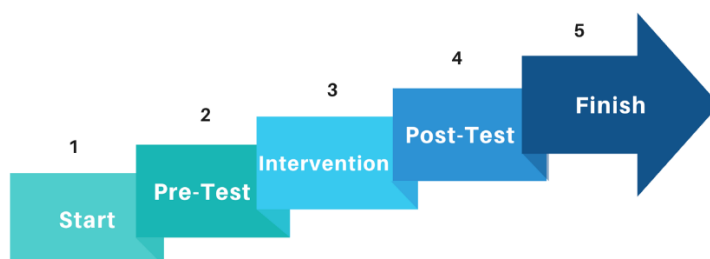 1
Start
2
Pre-Test
3
Intervention
4
Post-Test
5
Finish